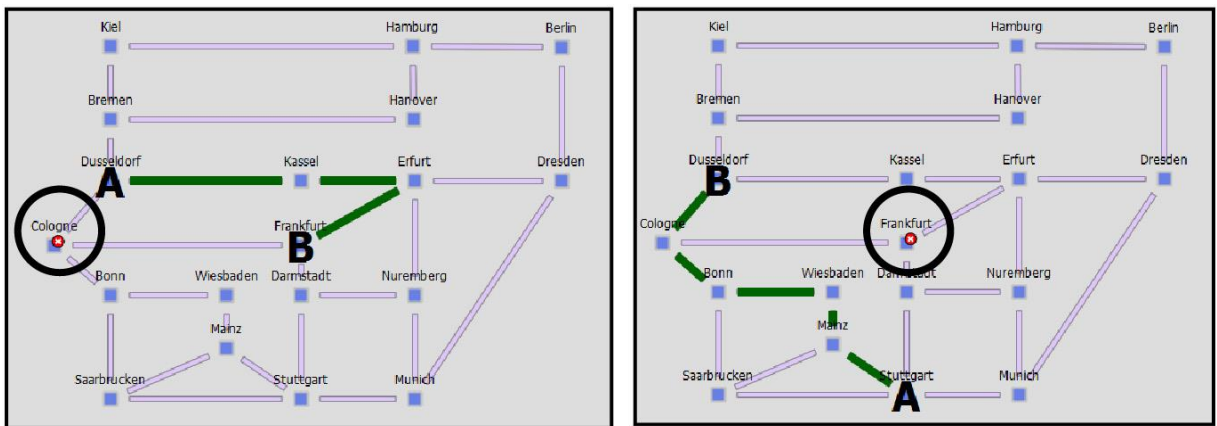 Kiel Hamburg Berlin
Bremen Hanover
Dusseldorf Kassel Erfurt Dresden
A
Cologne Frankfurt
B
Bonn Wiesbaden Darmstadt Nuremberg
Mainz
Saarbrucken Stuttgart Munich
Kiel Hamburg Berlin
Bremen Hanover
Dusseldorf Kassel Erfurt Dresden
B
Cologne Frankfurt
Bonn Wiesbaden Darmstadt Nuremberg
Mainz
Saarbrucken Stuttgart Munich
A